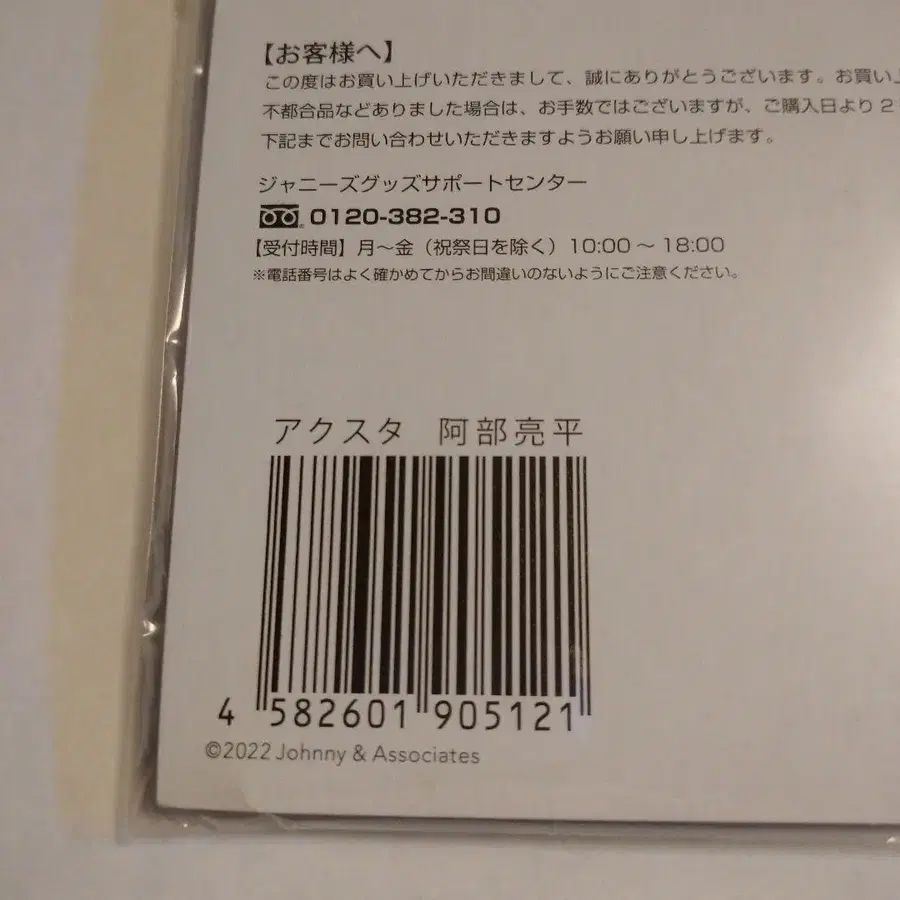 【お客様へ】
この度はお買い上げいただきまして、誠にありがとうございます。お買い上
不都合品などありました場合は、お手数ではございますが、ご購入日より2
下記までお問い合わせいただきますようお願い申し上げます。
ジャニーズグッズサポートセンター
0120-382-310
【受付時間】月～金（祝祭日を除く）10:00～18:00
※電話番号はよく確かめてからお間違いのないようにご注意ください。
アクスタ 阿部亮平
4 582601 905121
©2022 Johnny & Associates